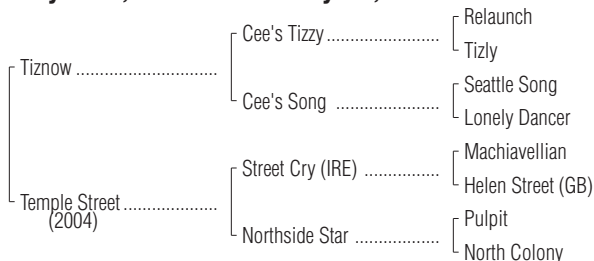 Relaunch
Cee's Tizzy
Tizly
Tiznow
Seattle Song
Cee's Song
Lonely Dancer
Machiavellian
Street Cry (IRE)
Helen Street (GB)
Temple Street
(2004)
Pulpit
Northside Star
North Colony